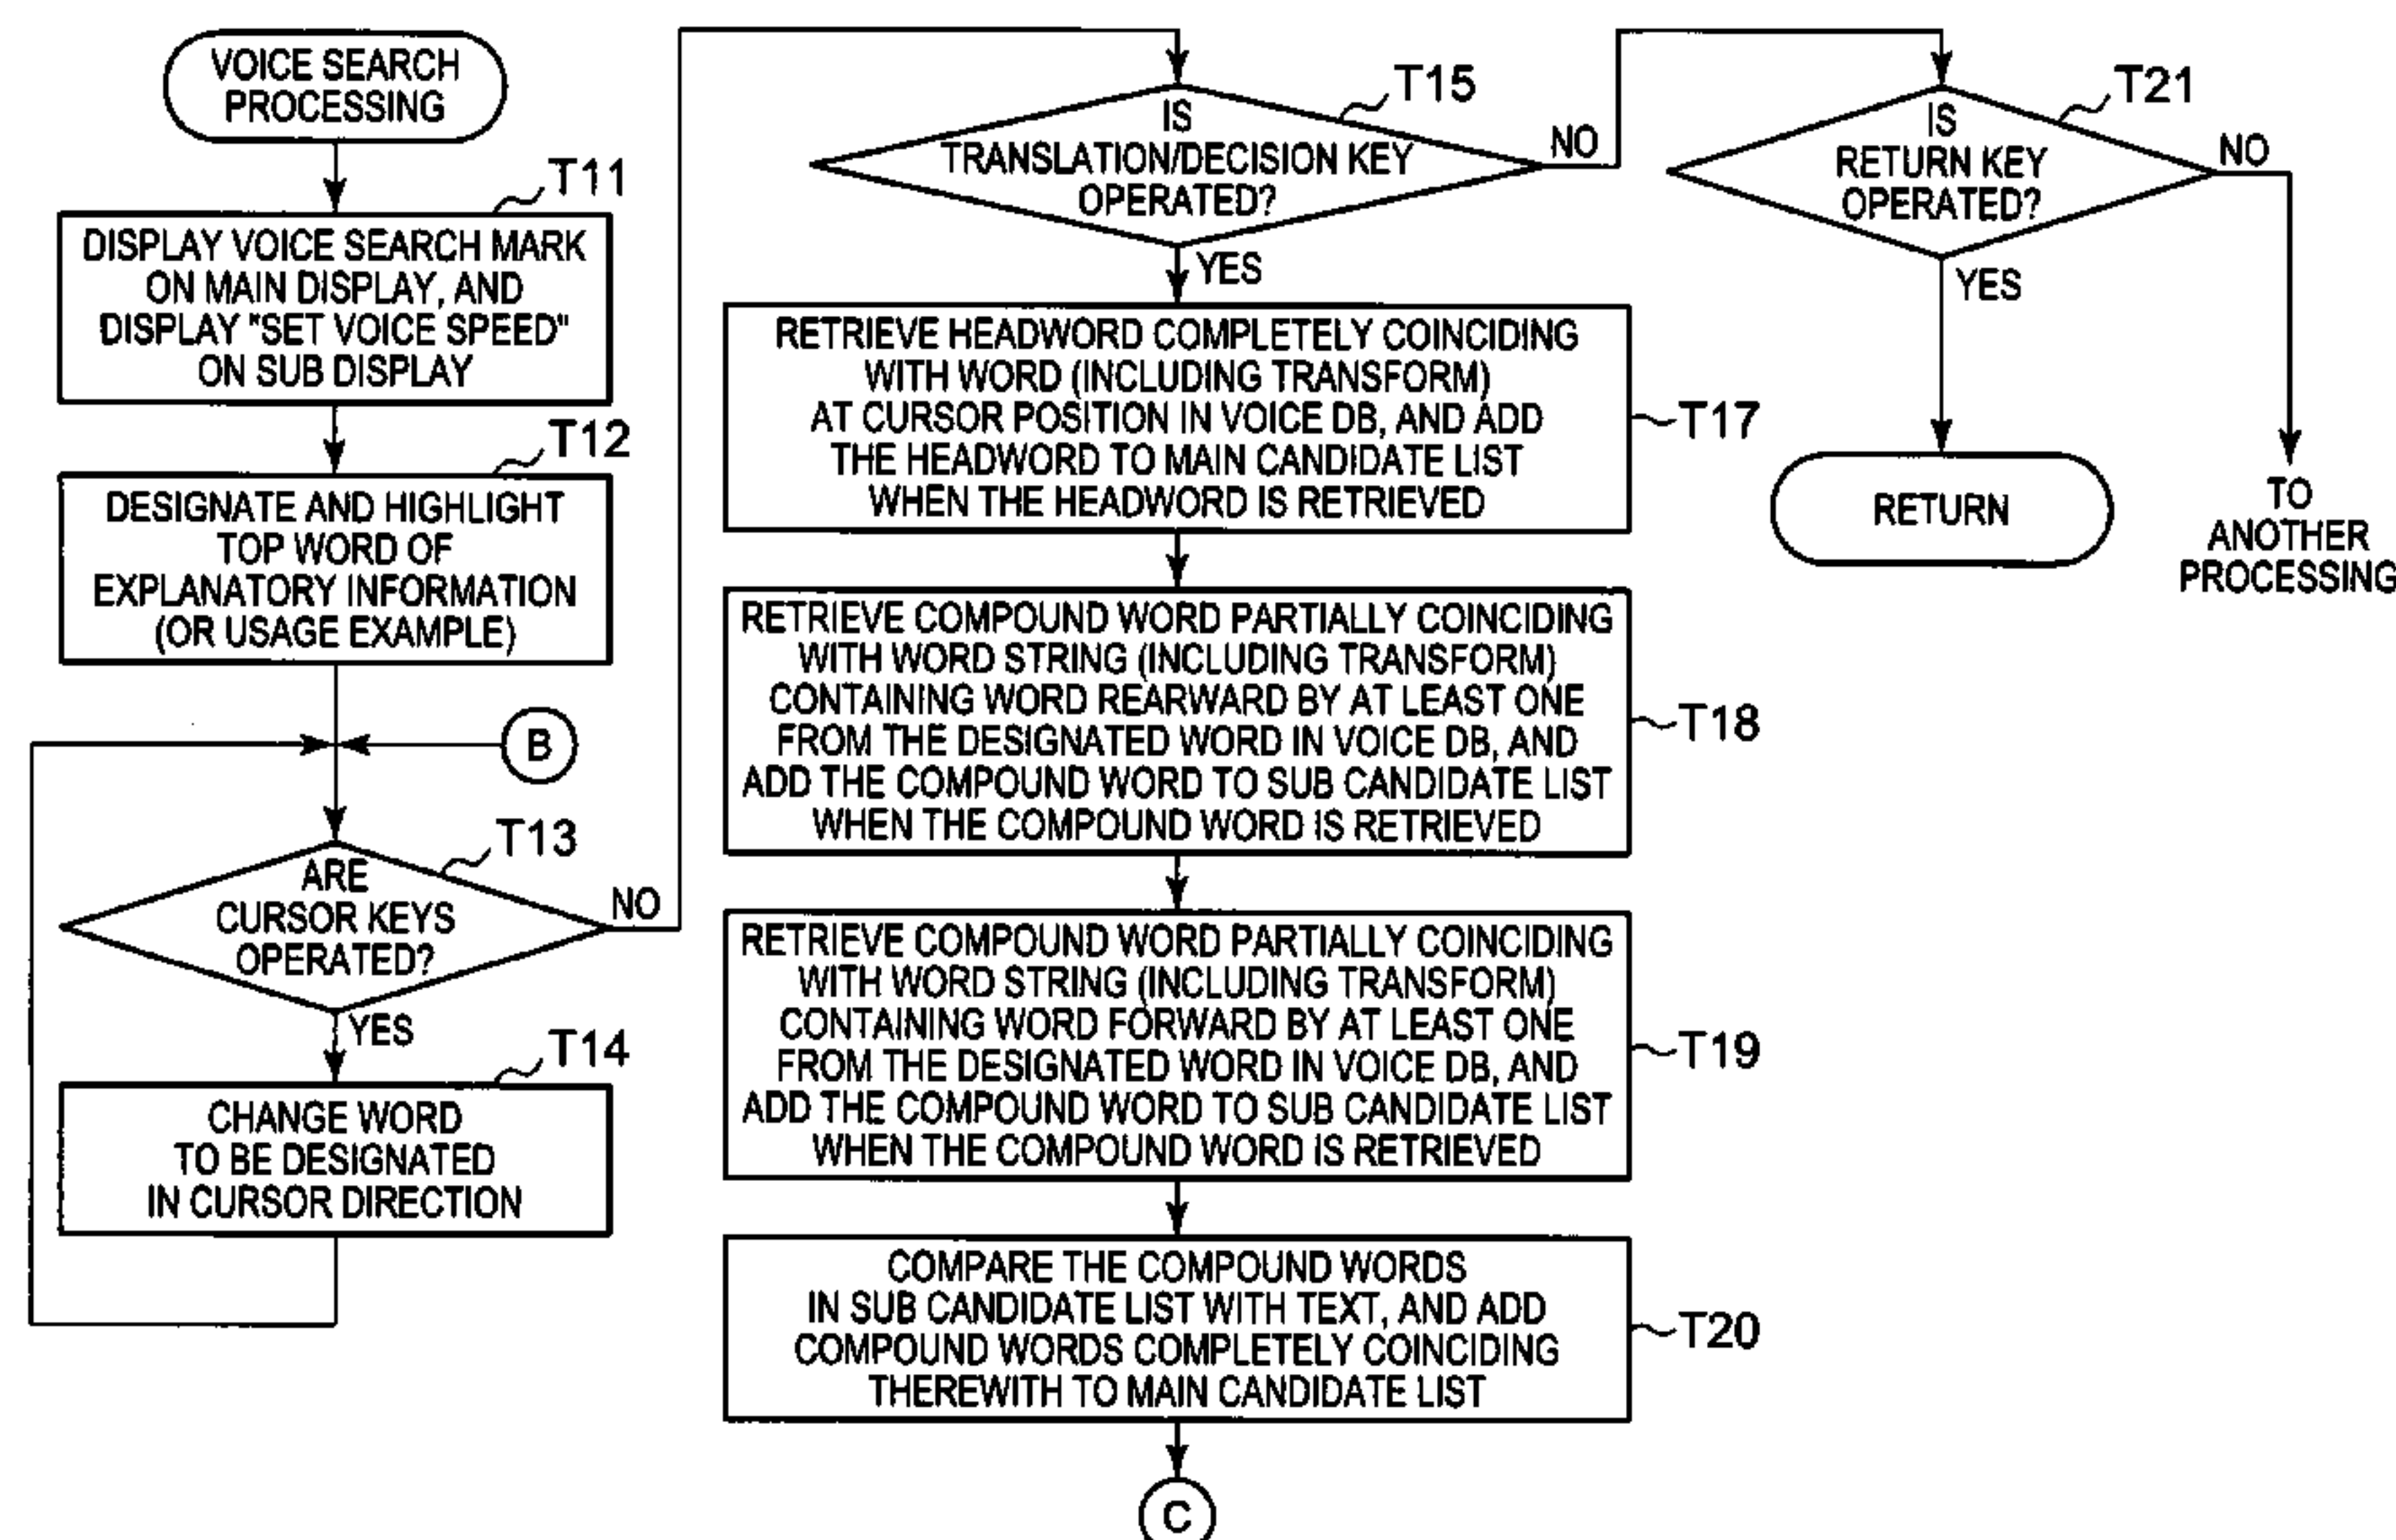 VOICE SEARCH
PROCESSING
T11
DISPLAY VOICE SEARCH MARK
ON MAIN DISPLAY, AND
DISPLAY "SET VOICE SPEED"
ON SUB DISPLAY
T12
DESIGNATE AND HIGHLIGHT
TOP WORD OF
EXPLANATORY INFORMATION
(OR USAGE EXAMPLE)
B
T13
ARE
CURSOR KEYS
OPERATED?
NO
YES
T14
CHANGE WORD
TO BE DESIGNATED
IN CURSOR DIRECTION
T15
IS
TRANSLATION/DECISION KEY
OPERATED?
NO
YES
RETRIEVE HEADWORD COMPLETELY COINCIDING
WITH WORD (INCLUDING TRANSFORM)
AT CURSOR POSITION IN VOICE DB, AND ADD
THE HEADWORD TO MAIN CANDIDATE LIST
WHEN THE HEADWORD IS RETRIEVED
T17
RETRIEVE COMPOUND WORD PARTIALLY COINCIDING
WITH WORD STRING (INCLUDING TRANSFORM)
CONTAINING WORD REARWARD BY AT LEAST ONE
FROM THE DESIGNATED WORD IN VOICE DB, AND
ADD THE COMPOUND WORD TO SUB CANDIDATE LIST
WHEN THE COMPOUND WORD IS RETRIEVED
T18
RETRIEVE COMPOUND WORD PARTIALLY COINCIDING
WITH WORD STRING (INCLUDING TRANSFORM)
CONTAINING WORD FORWARD BY AT LEAST ONE
FROM THE DESIGNATED WORD IN VOICE DB, AND
ADD THE COMPOUND WORD TO SUB CANDIDATE LIST
WHEN THE COMPOUND WORD IS RETRIEVED
T19
COMPARE THE COMPOUND WORDS
IN SUB CANDIDATE LIST WITH TEXT, AND ADD
COMPOUND WORDS COMPLETELY COINCIDING
THEREWITH TO MAIN CANDIDATE LIST
T20
C
T21
IS
RETURN KEY
OPERATED?
NO
YES
RETURN
TO
ANOTHER
PROCESSING